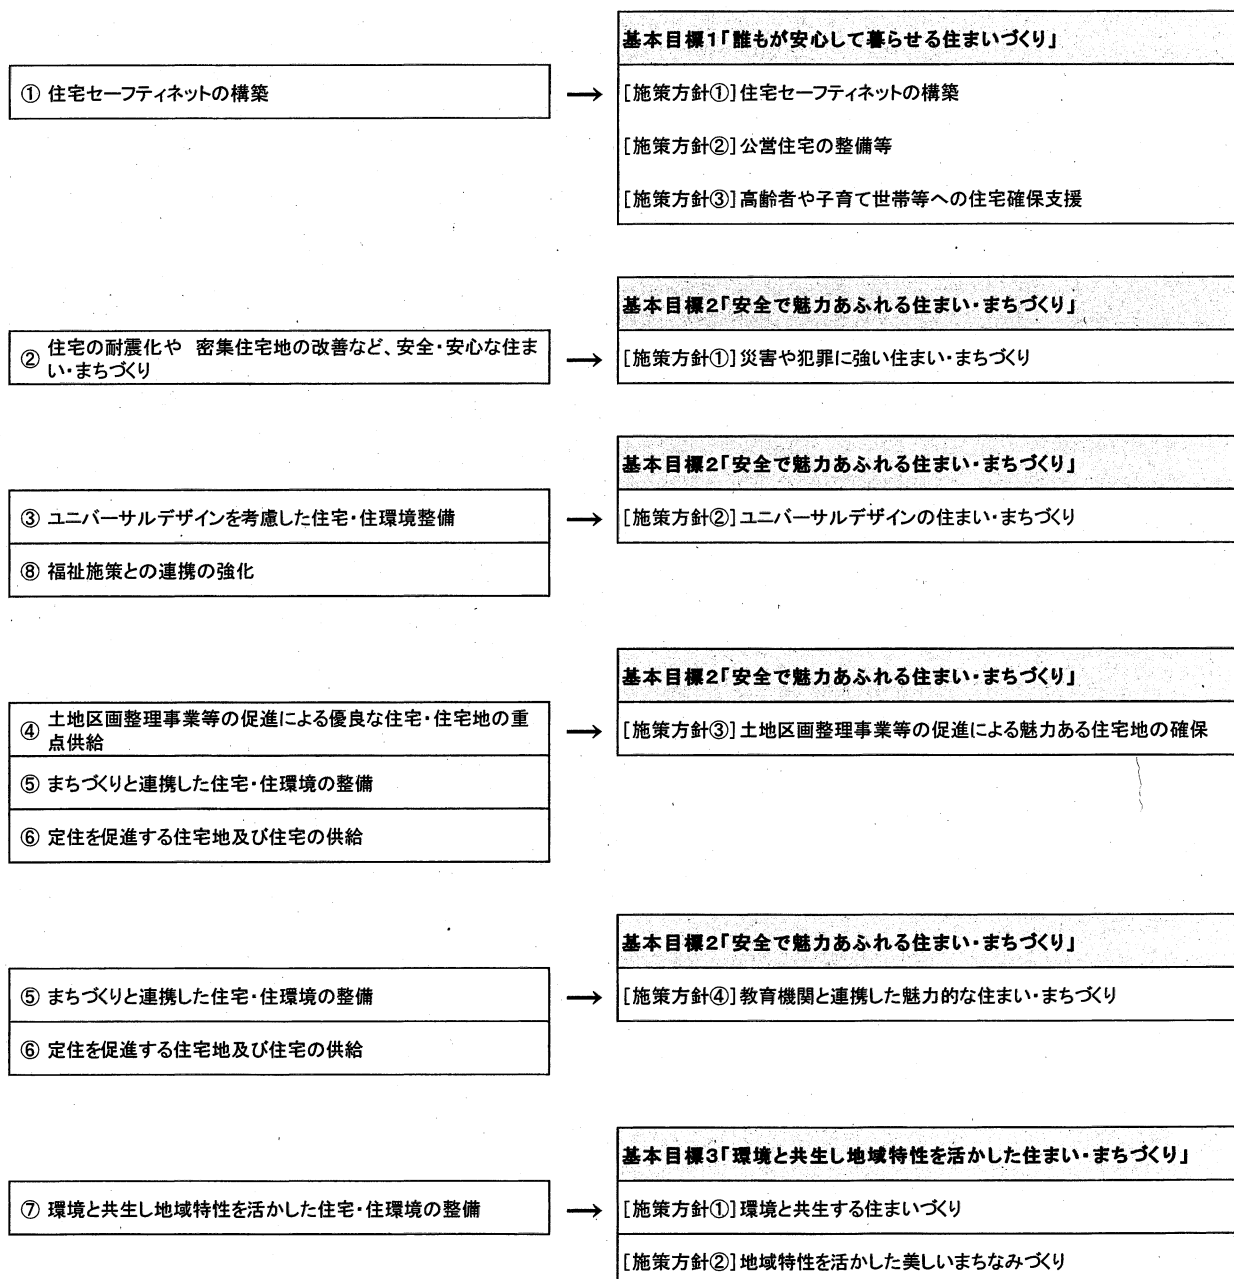 基本目標1「誰もが安心して暮らせる住まいづくり」
① 住宅セーフティネットの構築
→
[施策方針①]住宅セーフティネットの構築
[施策方針②]公営住宅の整備等
[施策方針③]高齢者や子育て世帯等への住宅確保支援
基本目標2「安全で魅力あふれる住まい・まちづくり」
② 住宅の耐震化や 密集住宅地の改善など、安全・安心な住ま
い・まちづくり
→
[施策方針①]災害や犯罪に強い住まい・まちづくり
基本目標2「安全で魅力あふれる住まい・まちづくり」
③ ユニバーサルデザインを考慮した住宅・住環境整備
→
[施策方針②]ユニバーサルデザインの住まい・まちづくり
⑧ 福祉施策との連携の強化
基本目標2「安全で魅力あふれる住まい・まちづくり」
④ 土地区画整理事業等の促進による優良な住宅・住宅地の重
点供給
→
[施策方針③]土地区画整理事業等の促進による魅力ある住宅地の確保
⑤ まちづくりと連携した住宅・住環境の整備
⑥ 定住を促進する住宅地及び住宅の供給
基本目標2「安全で魅力あふれる住まい・まちづくり」
⑤ まちづくりと連携した住宅・住環境の整備
→
[施策方針④]教育機関と連携した魅力的な住まい・まちづくり
⑥ 定住を促進する住宅地及び住宅の供給
基本目標3「環境と共生し地域特性を活かした住まい・まちづくり」
⑦ 環境と共生し地域特性を活かした住宅・住環境の整備
→
[施策方針①]環境と共生する住まいづくり
[施策方針②]地域特性を活かした美しいまちなみづくり